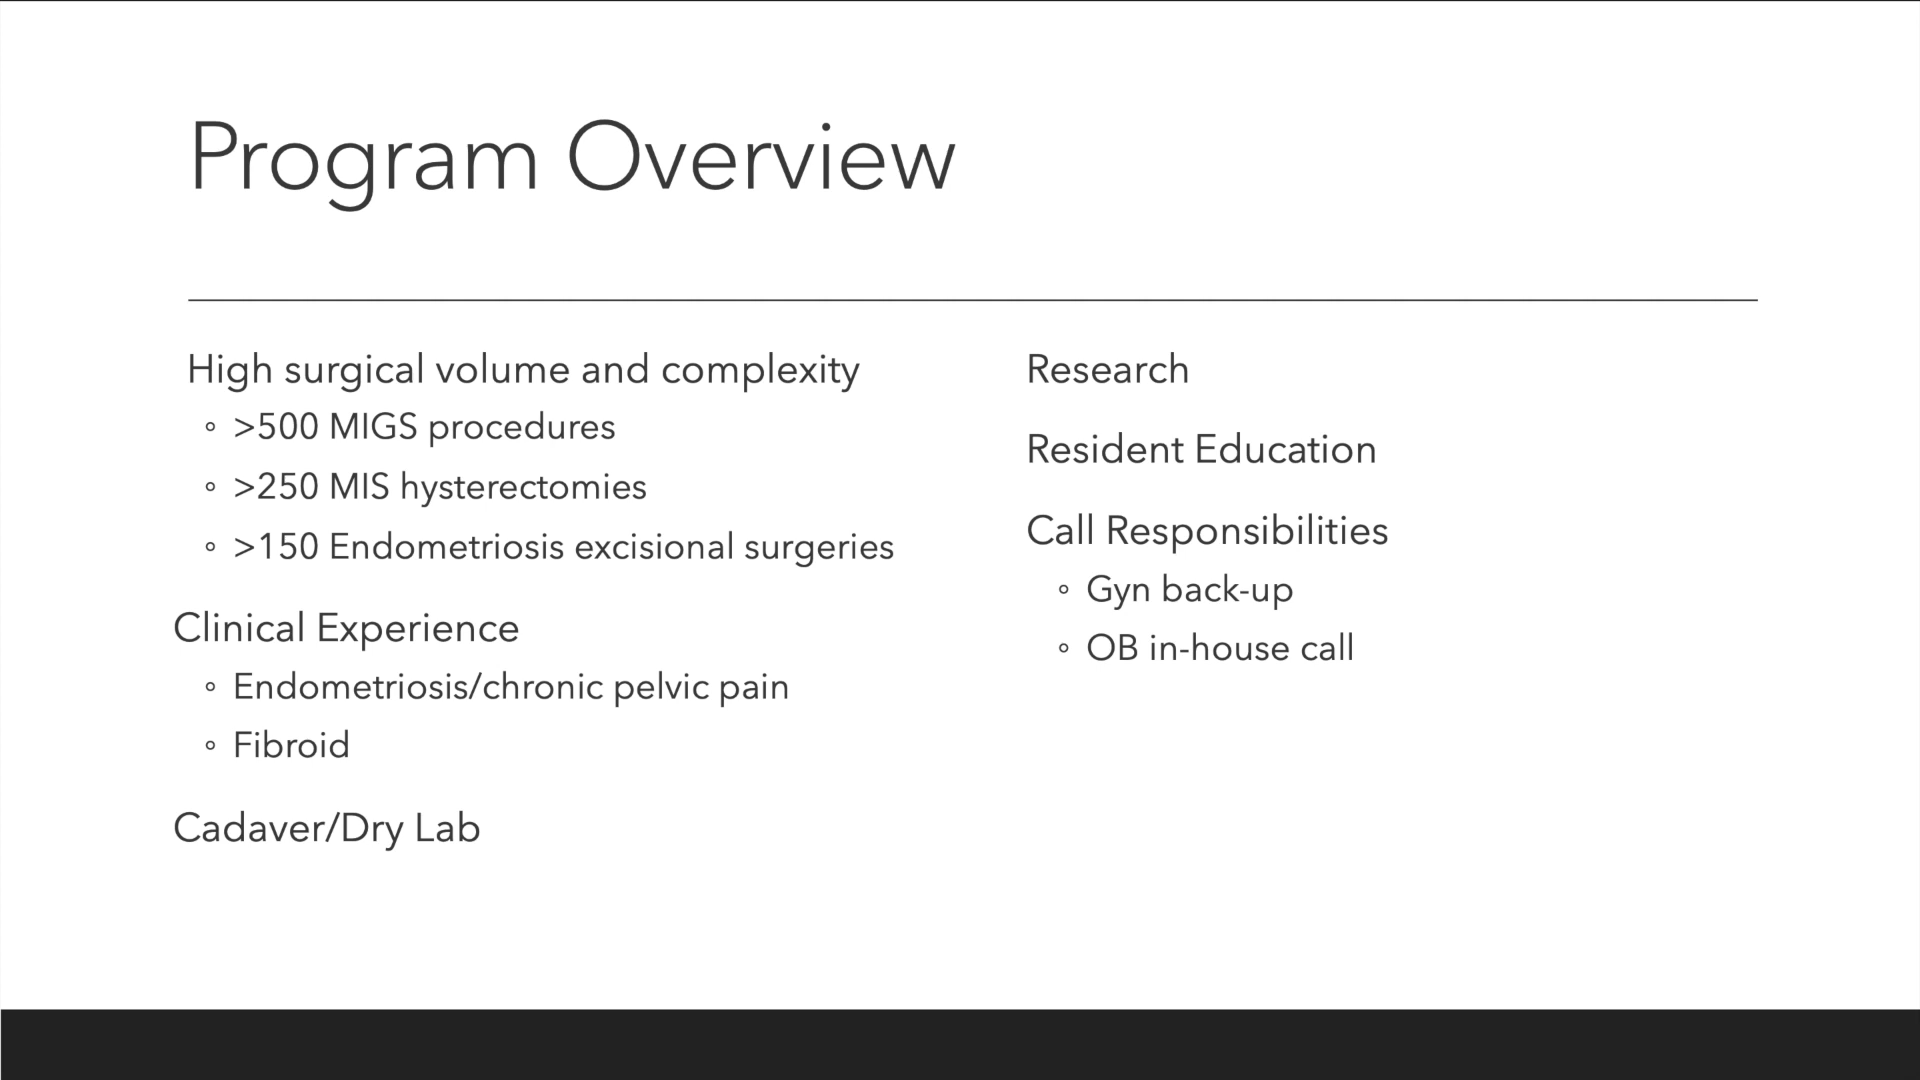 Program Overview
High surgical volume and complexity
◦ >500 MIGS procedures
◦ >250 MIS hysterectomies
◦ >150 Endometriosis excisional surgeries
Clinical Experience
◦ Endometriosis/chronic pelvic pain
◦ Fibroid
Cadaver/Dry Lab
Research
Resident Education
Call Responsibilities
◦ Gyn back-up
◦ OB in-house call